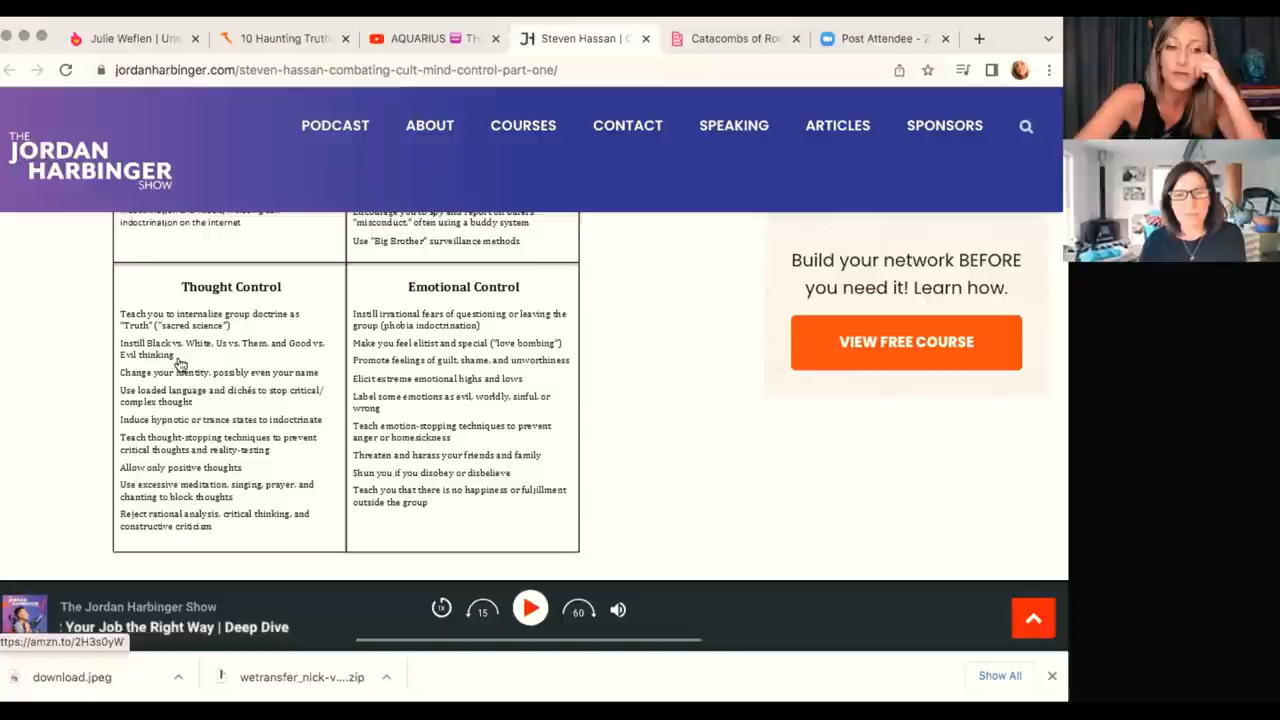 Julie Weflen | Uns
10 Haunting Truth
AQUARIUS ♒ Th
Steven Hassan | C
Catacombs of Ro
Post Attendee - Z
jordanharbinger.com/steven-hassan-combating-cult-mind-control-part-one/
THE
JORDAN
HARBINGER
SHOW
PODCAST
ABOUT
COURSES
CONTACT
SPEAKING
ARTICLES
SPONSORS
indoctrination on the internet
"misconduct," often using a buddy system
Use "Big Brother" surveillance methods
Thought Control
Teach you to internalize group doctrine as
"Truth" ("sacred science")
Instill Black vs. White, Us vs. Them, and Good vs.
Evil thinking
Change your identity, possibly even your name
Use loaded language and clichés to stop critical/
complex thought
Induce hypnotic or trance states to indoctrinate
Teach thought-stopping techniques to prevent
critical thoughts and reality-testing
Allow only positive thoughts
Use excessive meditation, singing, prayer, and
chanting to block thoughts
Reject rational analysis, critical thinking, and
constructive criticism
Emotional Control
Instill irrational fears of questioning or leaving the
group (phobia indoctrination)
Make you feel elitist and special ("love bombing")
Promote feelings of guilt, shame, and unworthiness
Elicit extreme emotional highs and lows
Label some emotions as evil, worldly, sinful, or
wrong
Teach emotion-stopping techniques to prevent
anger or homesickness
Threaten and harass your friends and family
Shun you if you disobey or disbelieve
Teach you that there is no happiness or fulfillment
outside the group
Build your network BEFORE
you need it! Learn how.
VIEW FREE COURSE
The Jordan Harbinger Show
Your Job the Right Way | Deep Dive
1x
15
60
ttps://amzn.to/2H3s0yW
download.jpeg
wetransfer_nick-v....zip
Show All